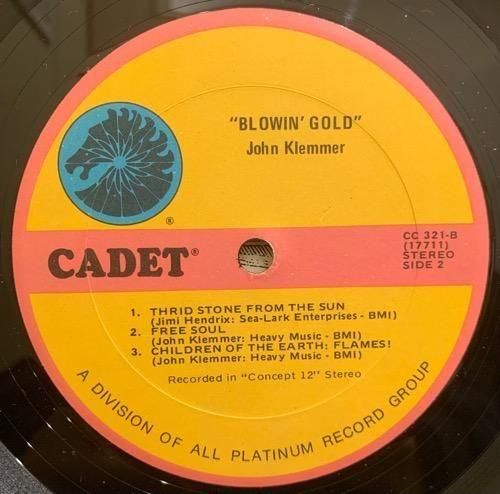 "BLOWIN' GOLD"
John Klemmer
®
CADET®
CC 321-B
(17711)
STEREO
SIDE 2
1. THRID STONE FROM THE SUN
(Jimi Hendrix: Sea-Lark Enterprises - BMI)
2. FREE SOUL
(John Klemmer: Heavy Music - BMI)
3. CHILDREN OF THE EARTH: FLAMES!
(John Klemmer: Heavy Music - BMI)
Recorded in "Concept 12" Stereo
A DIVISION OF ALL PLATINUM RECORD GROUP